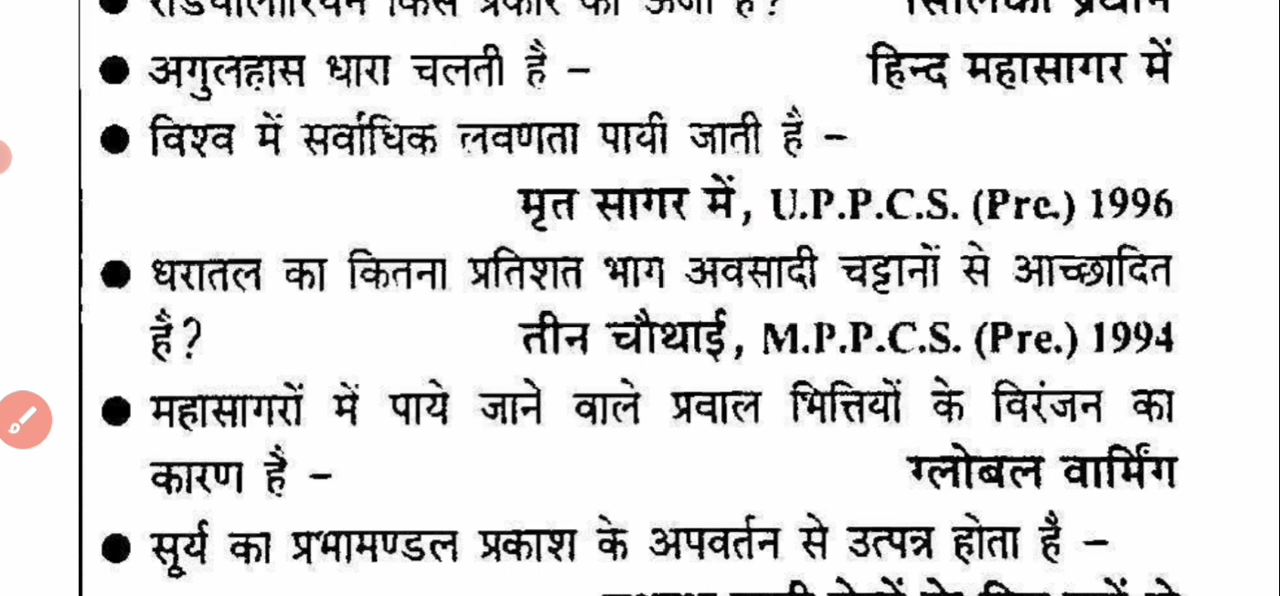 ● अगुलहास धारा चलती है – हिन्द महासागर में
● विश्व में सर्वाधिक लवणता पायी जाती है –
मृत सागर में, U.P.P.C.S. (Pre.) 1996
● धरातल का कितना प्रतिशत भाग अवसादी चट्टानों से आच्छादित
है? तीन चौथाई, M.P.P.C.S. (Pre.) 1994
● महासागरों में पाये जाने वाले प्रवाल भित्तियों के विरंजन का
कारण है – ग्लोबल वार्मिंग
● सूर्य का प्रभामण्डल प्रकाश के अपवर्तन से उत्पन्न होता है –